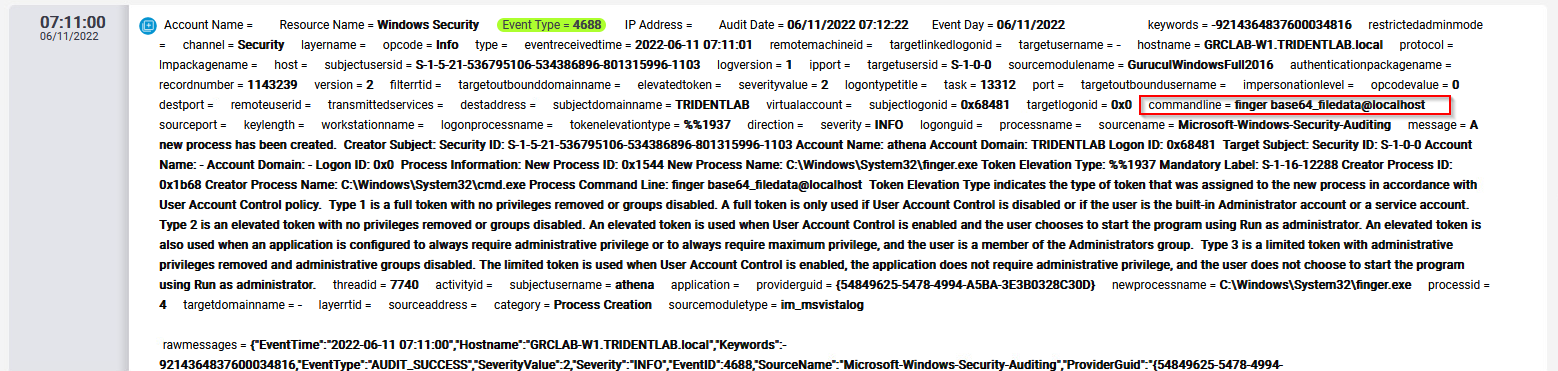 07:11:00
06/11/2022
Account Name = Resource Name = Windows Security Event Type = 4688 IP Address = Audit Date = 06/11/2022 07:12:22 Event Day = 06/11/2022 keywords = -9214364837600034816 restrictedadminmode
= channel = Security layername = opcode = Info type = eventreceivedtime = 2022-06-11 07:11:01 remotemachineid = targetlinkedlogonid = targetusername = - hostname = GRCLAB-W1.TRIDENTLAB.local protocol =
lmpackagename = host = subjectusersid = S-1-5-21-536795106-534386896-801315996-1103 logversion = 1 ipport = targetusersid = S-1-0-0 sourcemodulename = GuruculWindowsFull2016 authenticationpackagename =
recordnumber = 1143239 version = 2 filterrtid = targetoutbounddomainname = elevatedtoken = severityvalue = 2 logontypetitle = task = 13312 port = targetoutboundusername = impersonationlevel = opcodevalue = 0
destport = remoteuserid = transmittedservices = destaddress = subjectdomainname = TRIDENTLAB virtualaccount = subjectlogonid = 0x68481 targetlogonid = 0x0 commandline = finger base64_filedata@localhost
sourceport = keylength = workstationname = logonprocessname = tokenelevationtype = %%1937 direction = severity = INFO logonguid = processname = sourcename = Microsoft-Windows-Security-Auditing message = A
new process has been created. Creator Subject: Security ID: S-1-5-21-536795106-534386896-801315996-1103 Account Name: athena Account Domain: TRIDENTLAB Logon ID: 0x68481 Target Subject: Security ID: S-1-0-0 Account
Name: - Account Domain: - Logon ID: 0x0 Process Information: New Process ID: 0x1544 New Process Name: C:\Windows\System32\finger.exe Token Elevation Type: %%1937 Mandatory Label: S-1-16-12288 Creator Process ID:
0x1b68 Creator Process Name: C:\Windows\System32\cmd.exe Process Command Line: finger base64_filedata@localhost Token Elevation Type indicates the type of token that was assigned to the new process in accordance with
User Account Control policy. Type 1 is a full token with no privileges removed or groups disabled. A full token is only used if User Account Control is disabled or if the user is the built-in Administrator account or a service account.
Type 2 is an elevated token with no privileges removed or groups disabled. An elevated token is used when User Account Control is enabled and the user chooses to start the program using Run as administrator. An elevated token is
also used when an application is configured to always require administrative privilege or to always require maximum privilege, and the user is a member of the Administrators group. Type 3 is a limited token with administrative
privileges removed and administrative groups disabled. The limited token is used when User Account Control is enabled, the application does not require administrative privilege, and the user does not choose to start the program
using Run as administrator. threadid = 7740 activityid = subjectusername = athena application = providerguid = {54849625-5478-4994-A5BA-3E3B0328C30D} newprocessname = C:\Windows\System32\finger.exe processid =
4 targetdomainname = - layerrtid = sourceaddress = category = Process Creation sourcemoduletype = im_msvistalog
rawmessages = {"EventTime":"2022-06-11 07:11:00","Hostname":"GRCLAB-W1.TRIDENTLAB.local","Keywords":-
9214364837600034816,"EventType":"AUDIT_SUCCESS","SeverityValue":2,"Severity":"INFO","EventID":4688,"SourceName":"Microsoft-Windows-Security-Auditing","ProviderGuid":"{54849625-5478-4994-